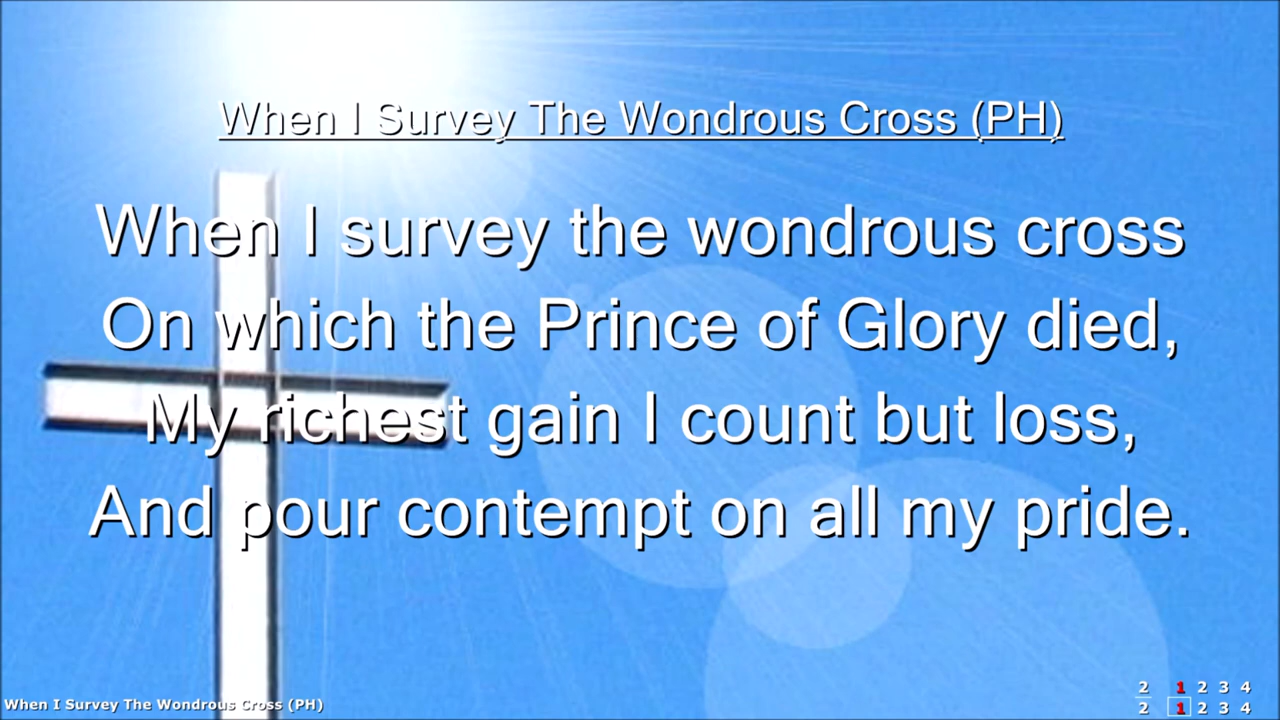 When I Survey The Wondrous Cross (PH)
When I survey the wondrous cross
On which the Prince of Glory died,
My richest gain I count but loss,
And pour contempt on all my pride.
When I Survey The Wondrous Cross (PH)
2 1 2 3 4
2 1 2 3 4